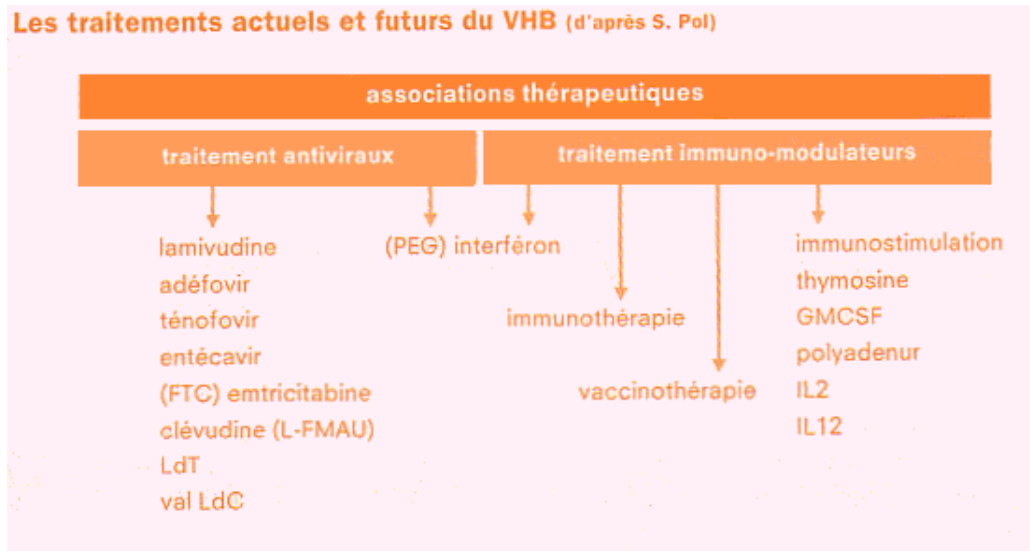 Les traitements actuels et futurs du VHB (d'après S. Pol)
associations thérapeutiques
traitement antiviraux
traitement immuno-modulateurs
lamivudine
adéfovir
ténofovir
entécavir
(FTC) emtricitabine
clévudine (L-FMAU)
LdT
val LdC
(PEG) interféron
immunothérapie
vaccinothérapie
immunostimulation
thymosine
GMCSF
polyadenur
IL2
IL12